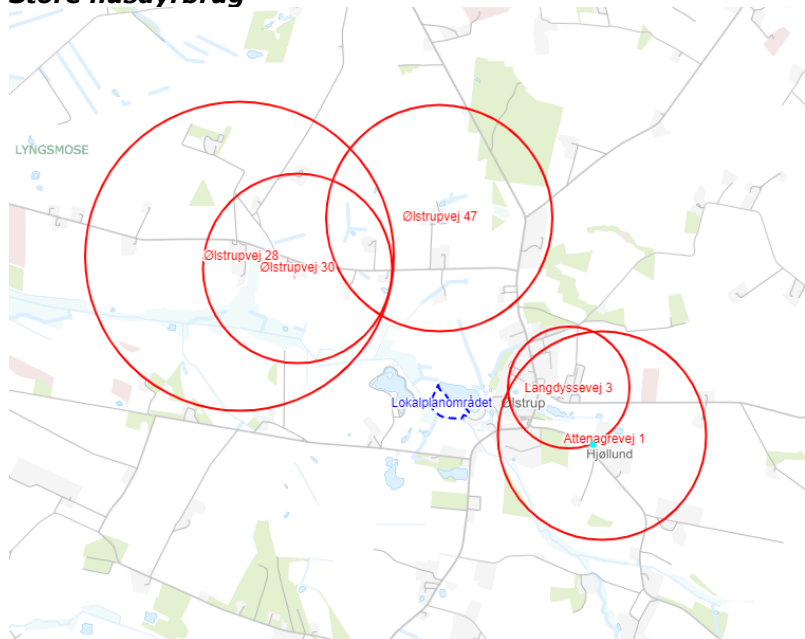 Store husdyrbrug
LYNGSMOSE
Ølstrupvej 47
Ølstrupvej 28
Ølstrupvej 30
Langdyssevej 3
Lokalplanområdet
Ølstrup
Attenagrevej 1
Hjøllund